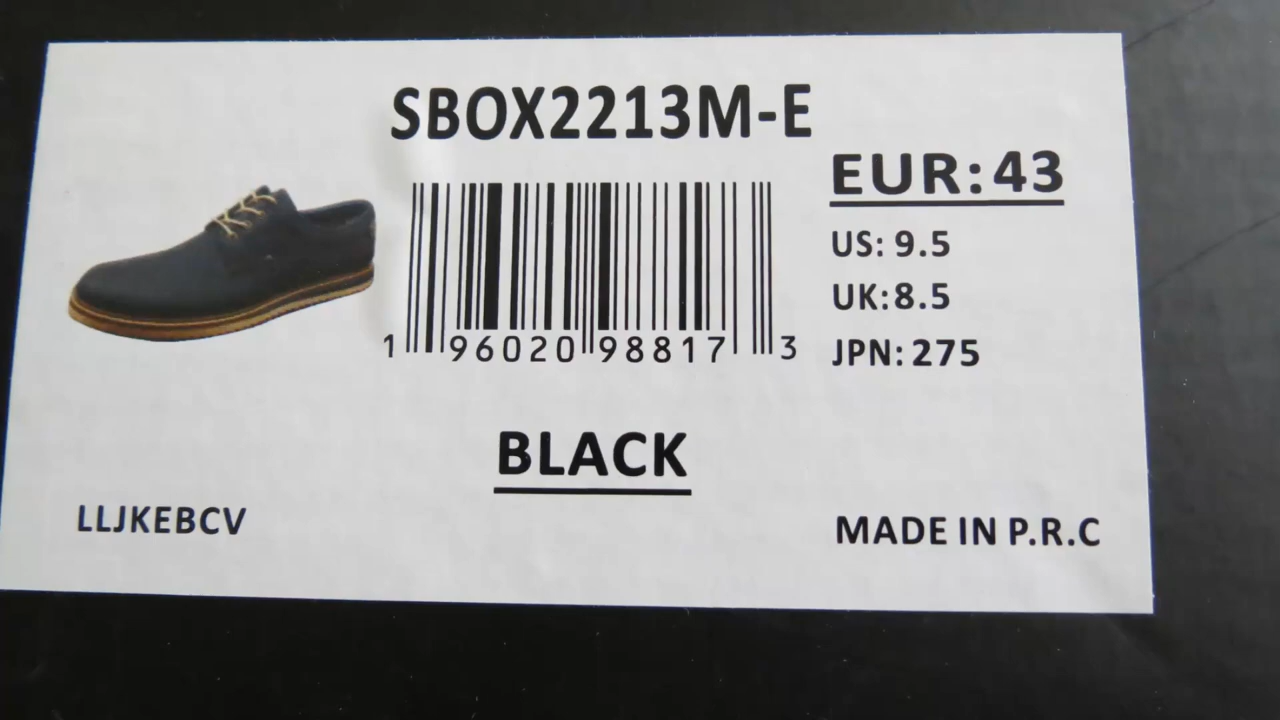 SBOX2213M-E
EUR:43
US: 9.5
UK:8.5
JPN: 275
1 96020 98817 3
BLACK
LLJKEBCV
MADE IN P.R.C